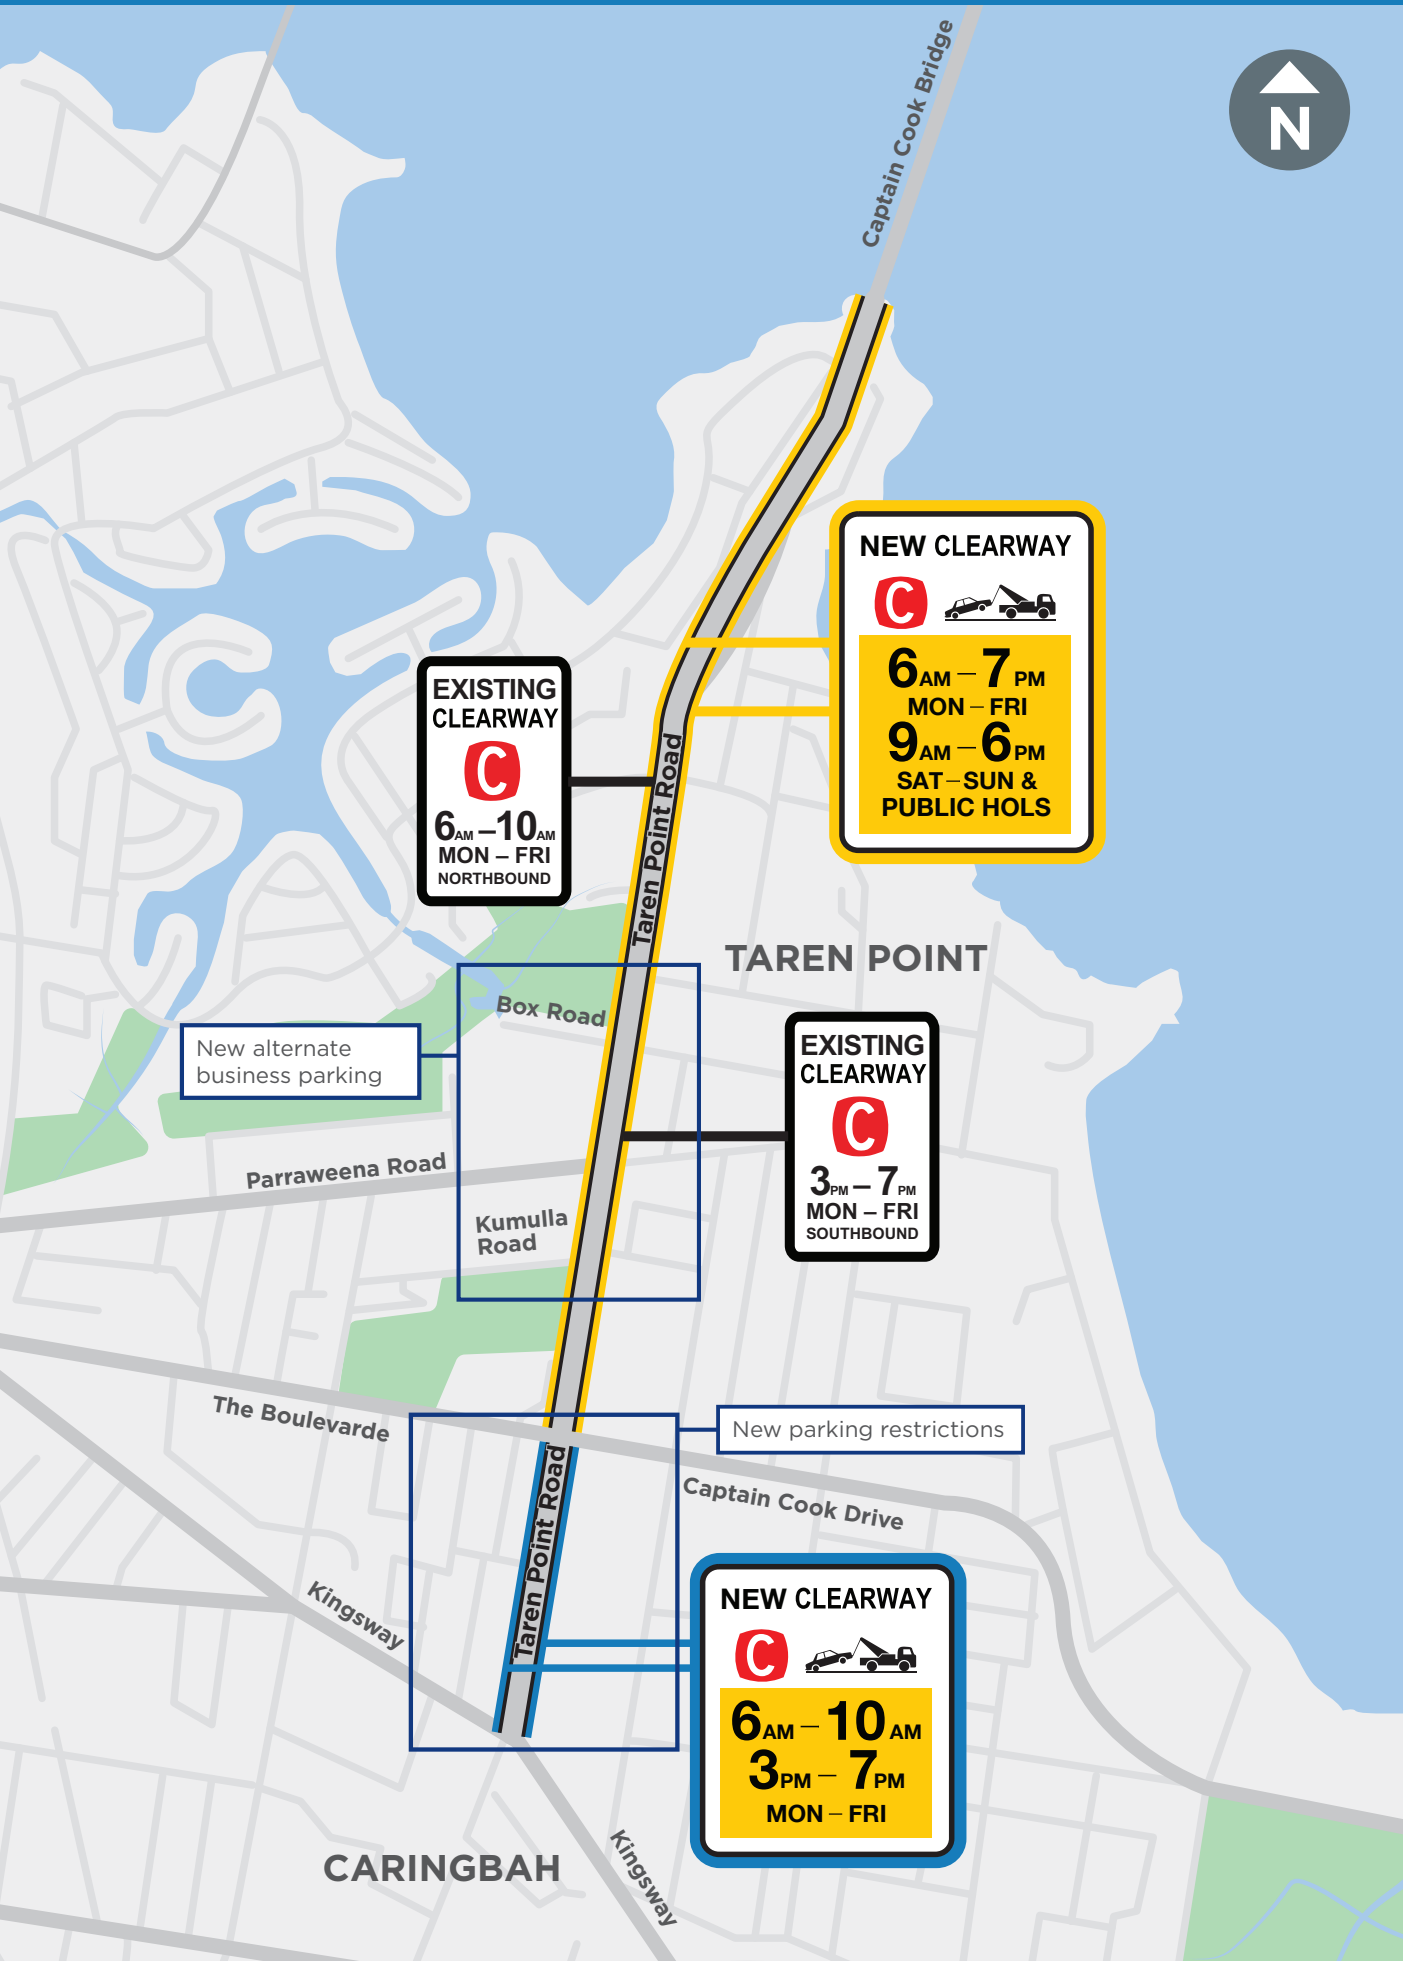 Captain Cook Bridge
N
NEW CLEARWAY
C
6AM – 7PM
MON – FRI
9AM – 6PM
SAT – SUN &
PUBLIC HOLS
EXISTING
CLEARWAY
C
6AM – 10AM
MON – FRI
NORTHBOUND
Taren Point Road
TAREN POINT
Box Road
New alternate
business parking
EXISTING
CLEARWAY
C
3PM – 7PM
MON – FRI
SOUTHBOUND
Parraweena Road
Kumulla
Road
The Boulevarde
New parking restrictions
Captain Cook Drive
Taren Point Road
Kingsway
NEW CLEARWAY
C
6AM – 10AM
3PM – 7PM
MON – FRI
CARINGBAH
Kingsway